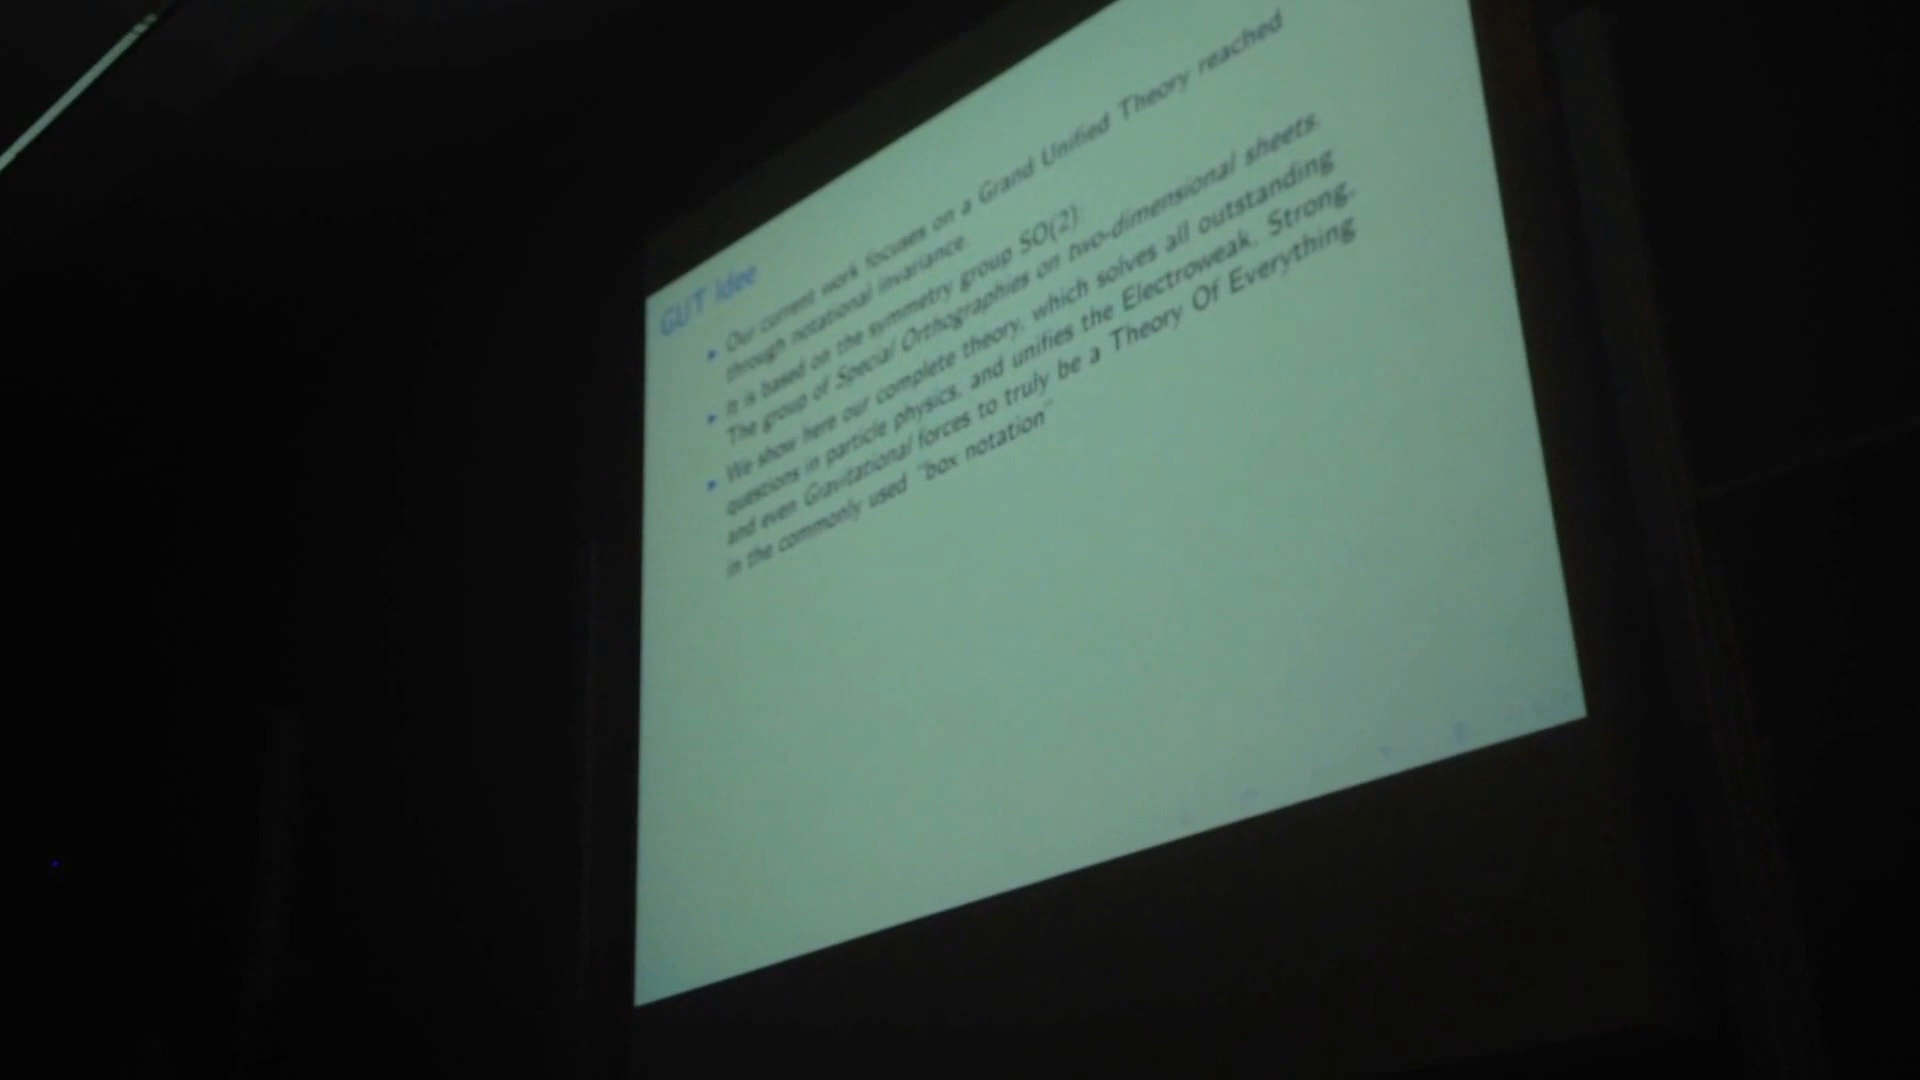 GUT idee
Our current work focuses on a Grand Unified Theory reached
through notational invariance.
It is based on the symmetry group SO(2):
The group of Special Orthographies on two-dimensional sheets.
We show here our complete theory, which solves all outstanding
questions in particle physics, and unifies the Electroweak, Strong,
and even Gravitational forces to truly be a Theory Of Everything
in the commonly used "box notation"